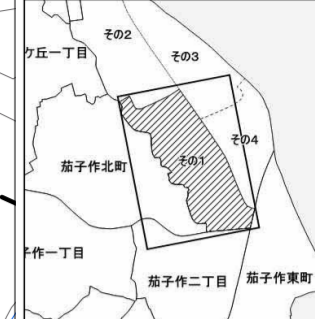 その2
ケ丘一丁目
その3
その4
その1
茄子作北町
子作一丁目
茄子作二丁目
茄子作東町